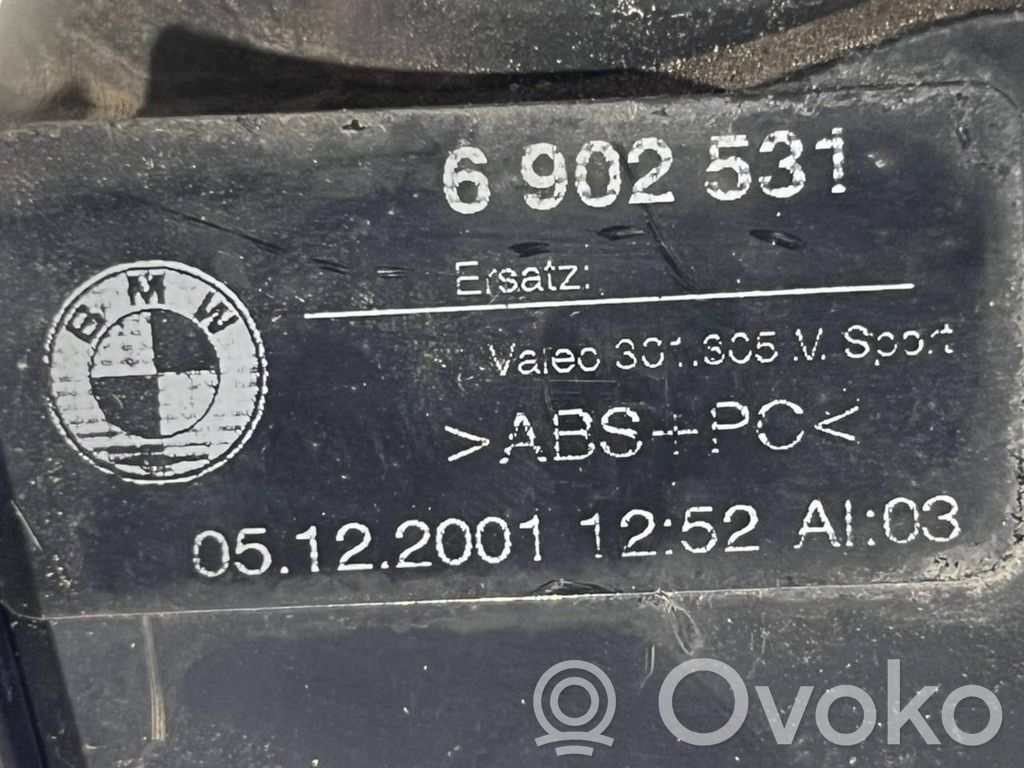 6 902 531
Ersatz:
BMW
Valeo 301.305 .V. Sport
>ABS+PC<
05.12.2001 12:52 AI:03
Ovoko